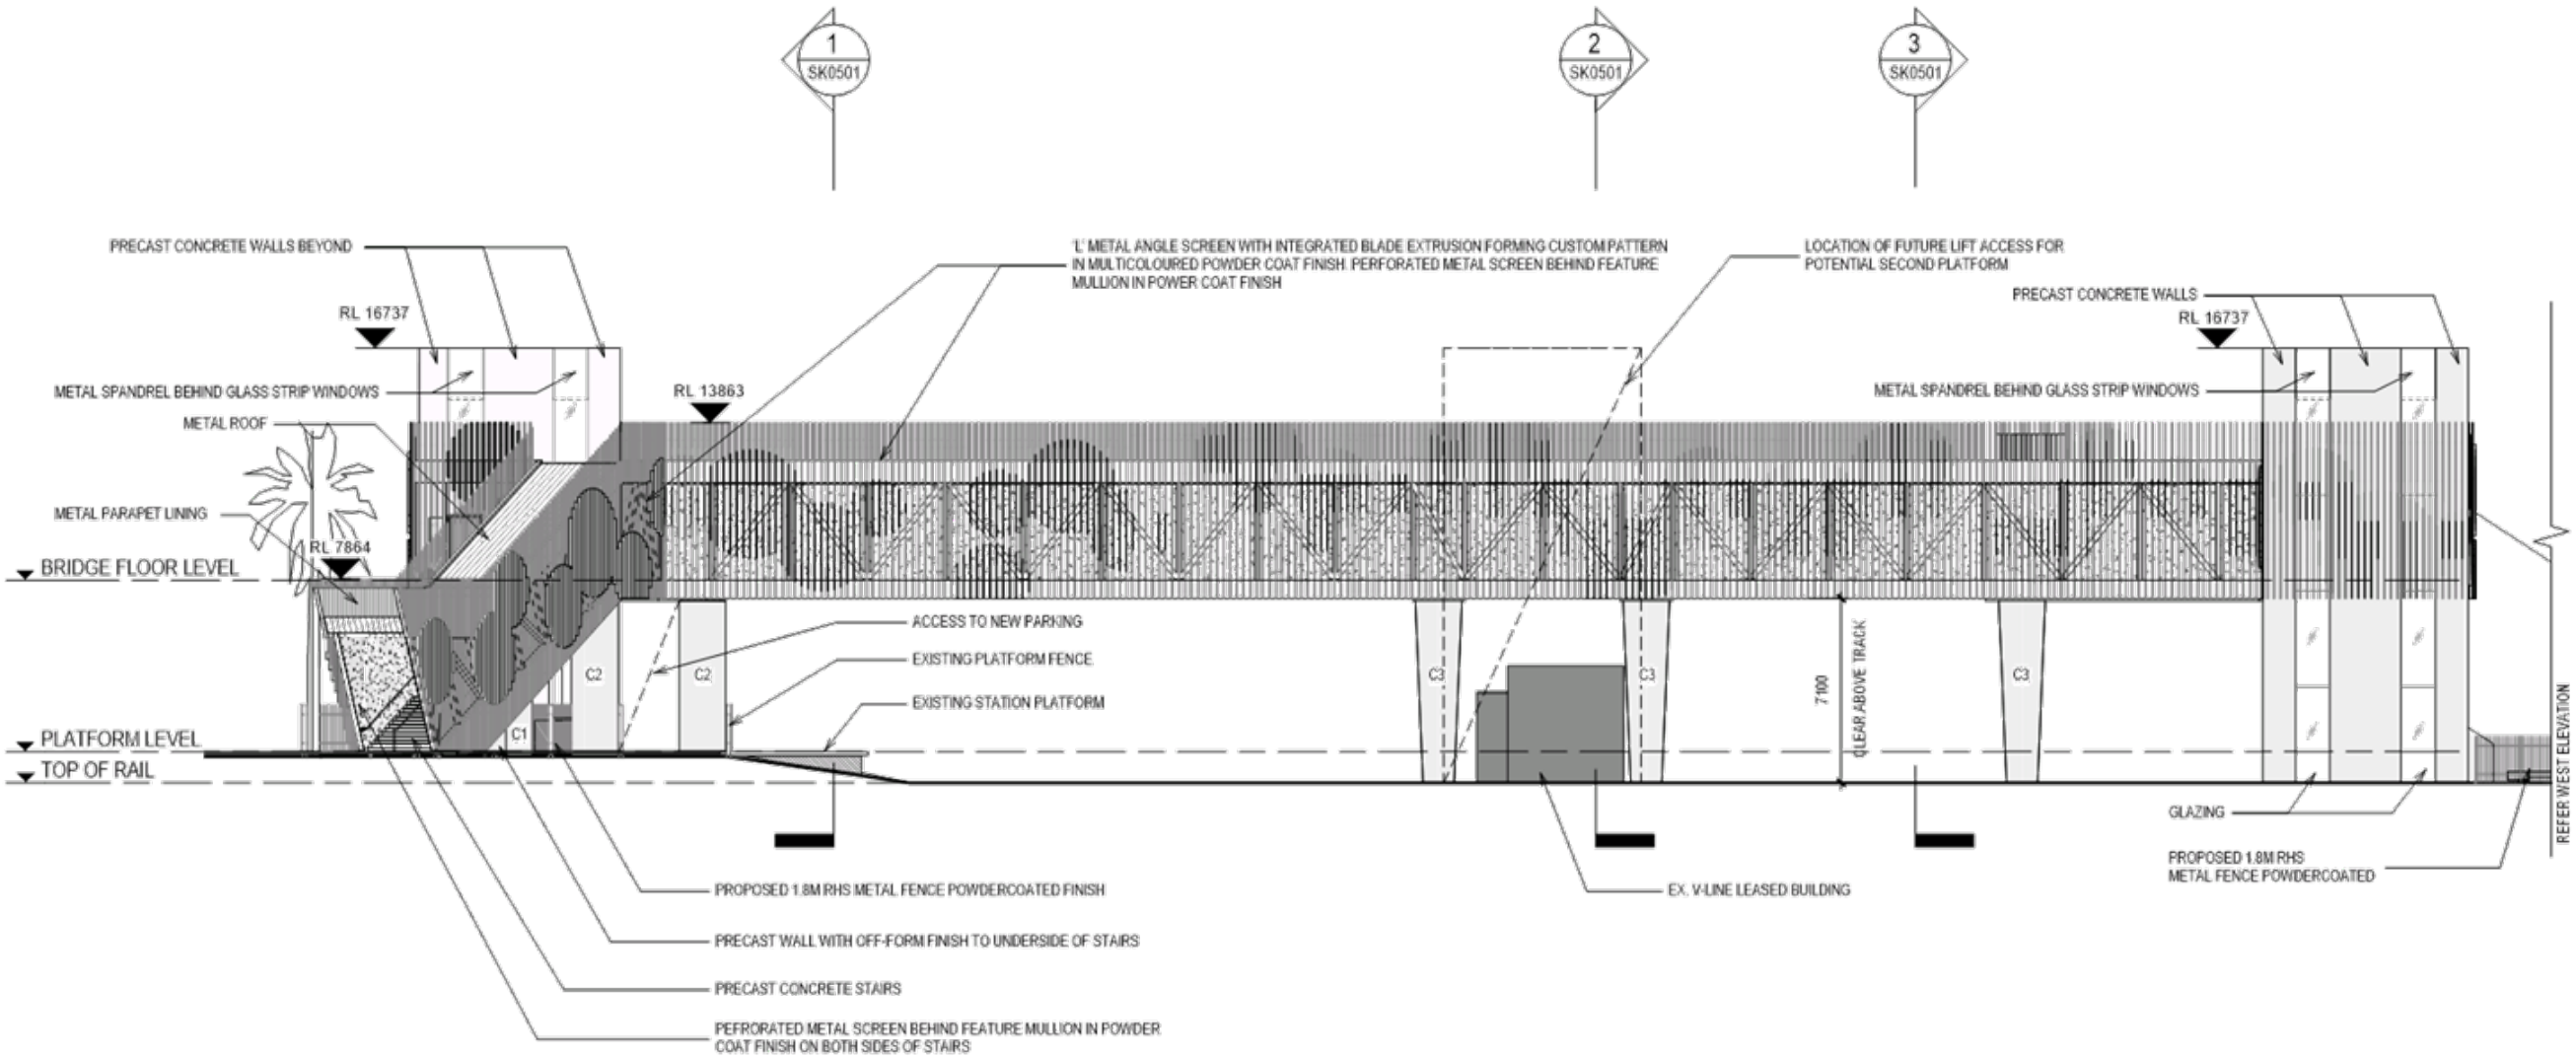 1
SK0501
2
SK0501
3
SK0501
PRECAST CONCRETE WALLS BEYOND
'L' METAL ANGLE SCREEN WITH INTEGRATED BLADE EXTRUSION FORMING CUSTOM PATTERN
IN MULTICOLOURED POWDER COAT FINISH. PERFORATED METAL SCREEN BEHIND FEATURE
MULLION IN POWER COAT FINISH
LOCATION OF FUTURE LIFT ACCESS FOR
POTENTIAL SECOND PLATFORM
PRECAST CONCRETE WALLS
RL 16737
RL 16737
METAL SPANDREL BEHIND GLASS STRIP WINDOWS
RL 13863
METAL SPANDREL BEHIND GLASS STRIP WINDOWS
METAL ROOF
METAL PARAPET LINING
RL 7864
BRIDGE FLOOR LEVEL
ACCESS TO NEW PARKING
EXISTING PLATFORM FENCE
EXISTING STATION PLATFORM
C2
C2
C3
C3
C3
C1
7100
CLEAR ABOVE TRACK
PLATFORM LEVEL
TOP OF RAIL
REFER WEST ELEVATION
GLAZING
PROPOSED 1.8M RHS
METAL FENCE POWDERCOATED
PROPOSED 1.8M RHS METAL FENCE POWDERCOATED FINISH
EX. V-LINE LEASED BUILDING
PRECAST WALL WITH OFF-FORM FINISH TO UNDERSIDE OF STAIRS
PRECAST CONCRETE STAIRS
PEFRORATED METAL SCREEN BEHIND FEATURE MULLION IN POWDER
COAT FINISH ON BOTH SIDES OF STAIRS